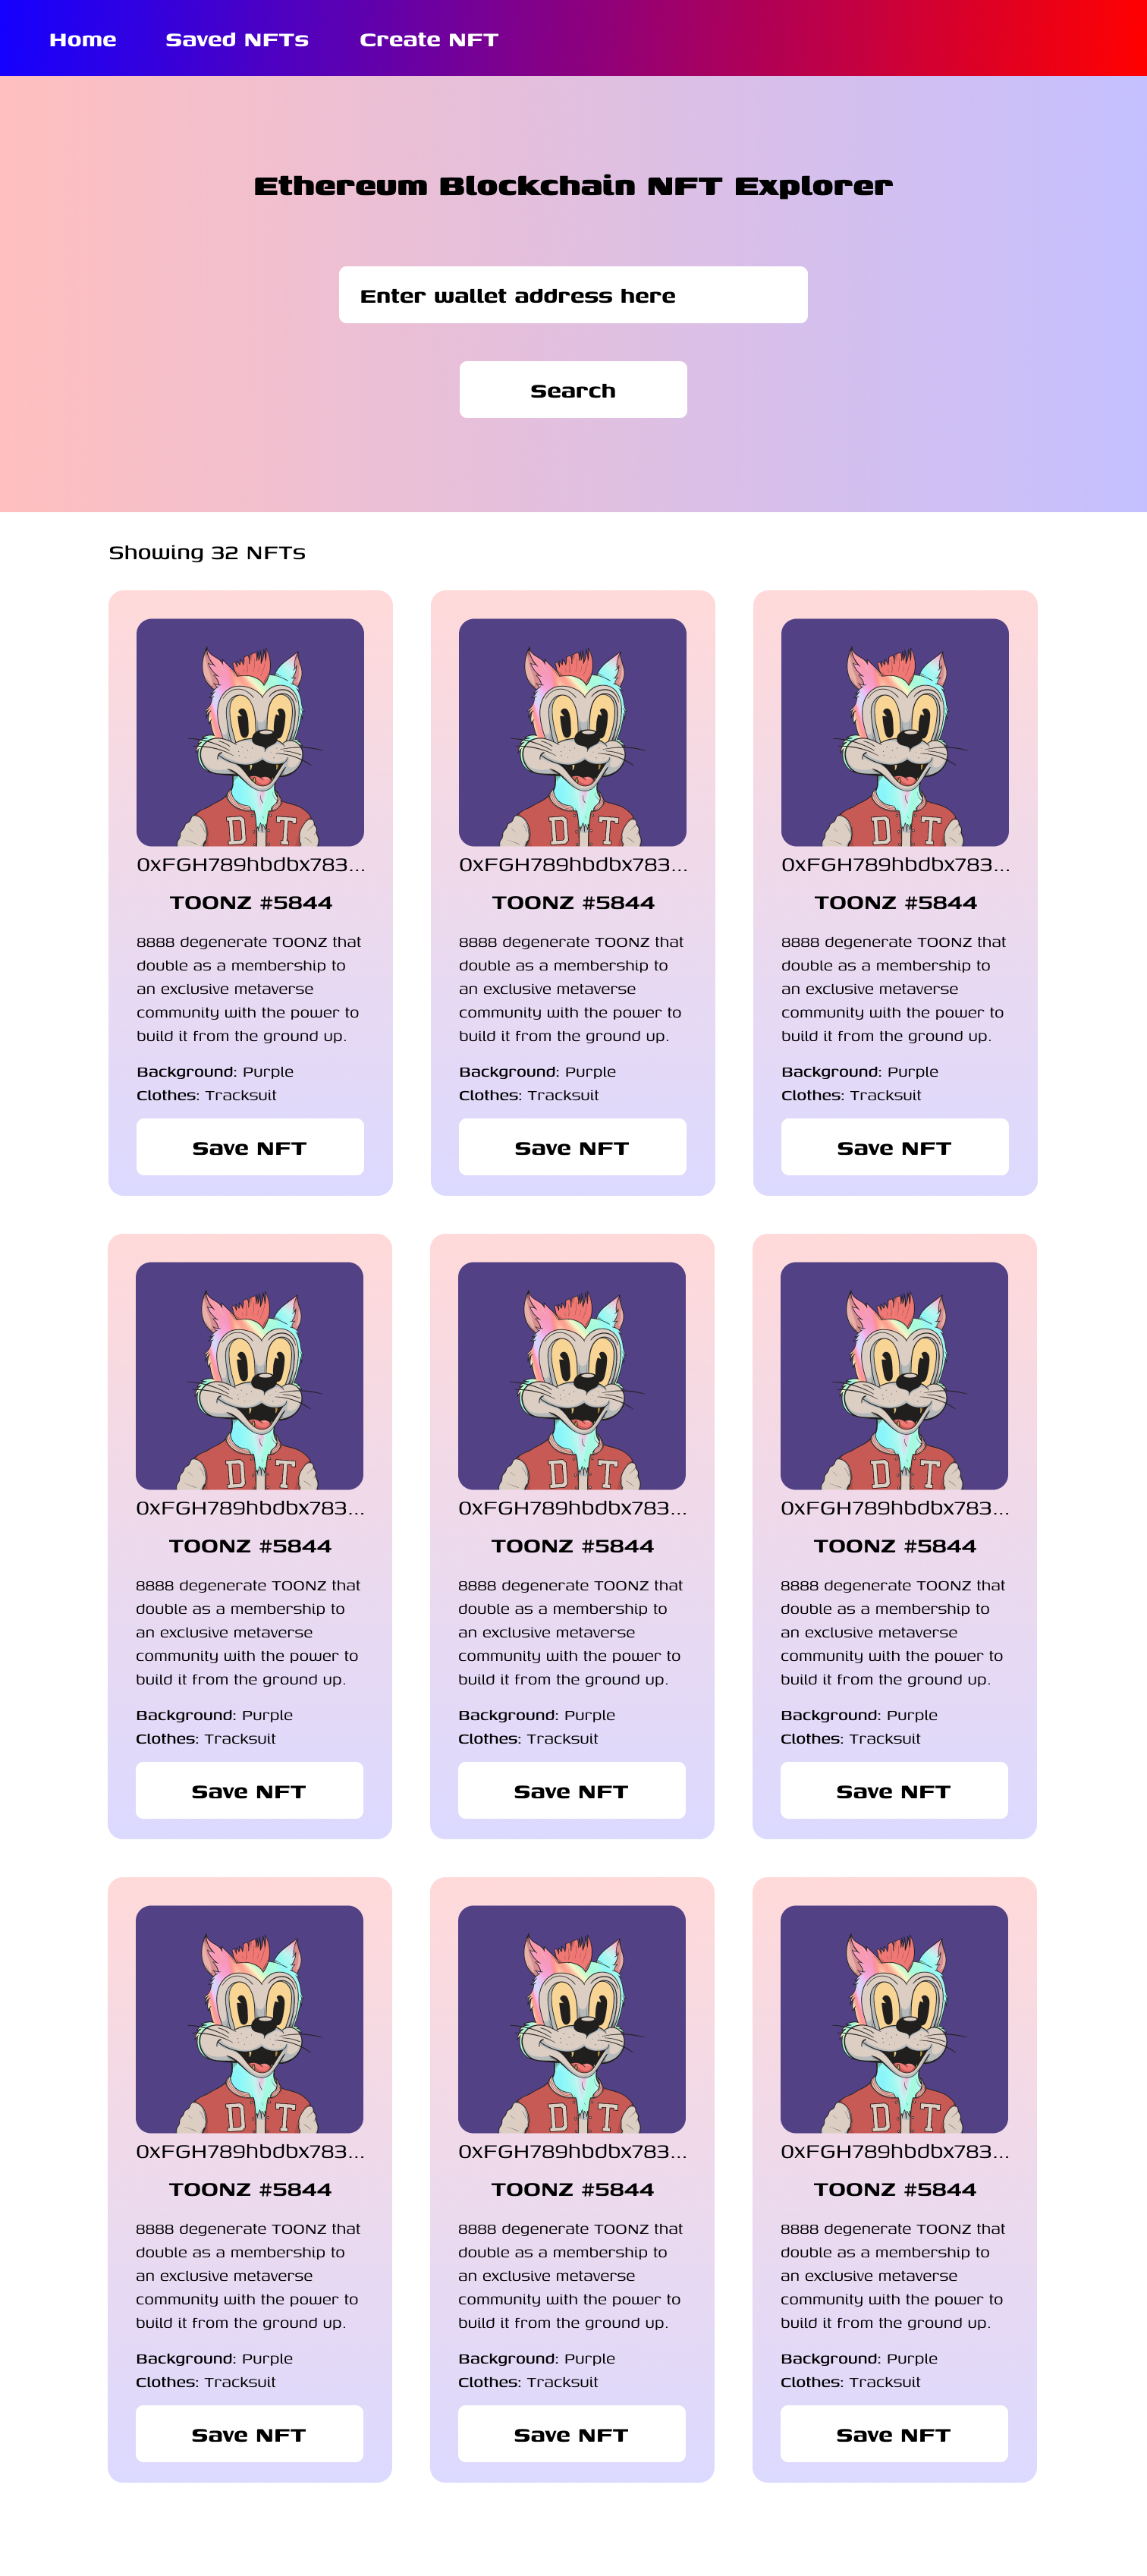 Home Saved NFTs Create NFT
Ethereum Blockchain NFT Explorer
Enter wallet address here
Search
Showing 32 NFTs
D T
0xFGH789hbdbx783...
TOONZ #5844
8888 degenerate TOONZ that
double as a membership to
an exclusive metaverse
community with the power to
build it from the ground up.
Background: Purple
Clothes: Tracksuit
Save NFT
D T
0xFGH789hbdbx783...
TOONZ #5844
8888 degenerate TOONZ that
double as a membership to
an exclusive metaverse
community with the power to
build it from the ground up.
Background: Purple
Clothes: Tracksuit
Save NFT
D T
0xFGH789hbdbx783...
TOONZ #5844
8888 degenerate TOONZ that
double as a membership to
an exclusive metaverse
community with the power to
build it from the ground up.
Background: Purple
Clothes: Tracksuit
Save NFT
D T
0xFGH789hbdbx783...
TOONZ #5844
8888 degenerate TOONZ that
double as a membership to
an exclusive metaverse
community with the power to
build it from the ground up.
Background: Purple
Clothes: Tracksuit
Save NFT
D T
0xFGH789hbdbx783...
TOONZ #5844
8888 degenerate TOONZ that
double as a membership to
an exclusive metaverse
community with the power to
build it from the ground up.
Background: Purple
Clothes: Tracksuit
Save NFT
D T
0xFGH789hbdbx783...
TOONZ #5844
8888 degenerate TOONZ that
double as a membership to
an exclusive metaverse
community with the power to
build it from the ground up.
Background: Purple
Clothes: Tracksuit
Save NFT
D T
0xFGH789hbdbx783...
TOONZ #5844
8888 degenerate TOONZ that
double as a membership to
an exclusive metaverse
community with the power to
build it from the ground up.
Background: Purple
Clothes: Tracksuit
Save NFT
D T
0xFGH789hbdbx783...
TOONZ #5844
8888 degenerate TOONZ that
double as a membership to
an exclusive metaverse
community with the power to
build it from the ground up.
Background: Purple
Clothes: Tracksuit
Save NFT
D T
0xFGH789hbdbx783...
TOONZ #5844
8888 degenerate TOONZ that
double as a membership to
an exclusive metaverse
community with the power to
build it from the ground up.
Background: Purple
Clothes: Tracksuit
Save NFT